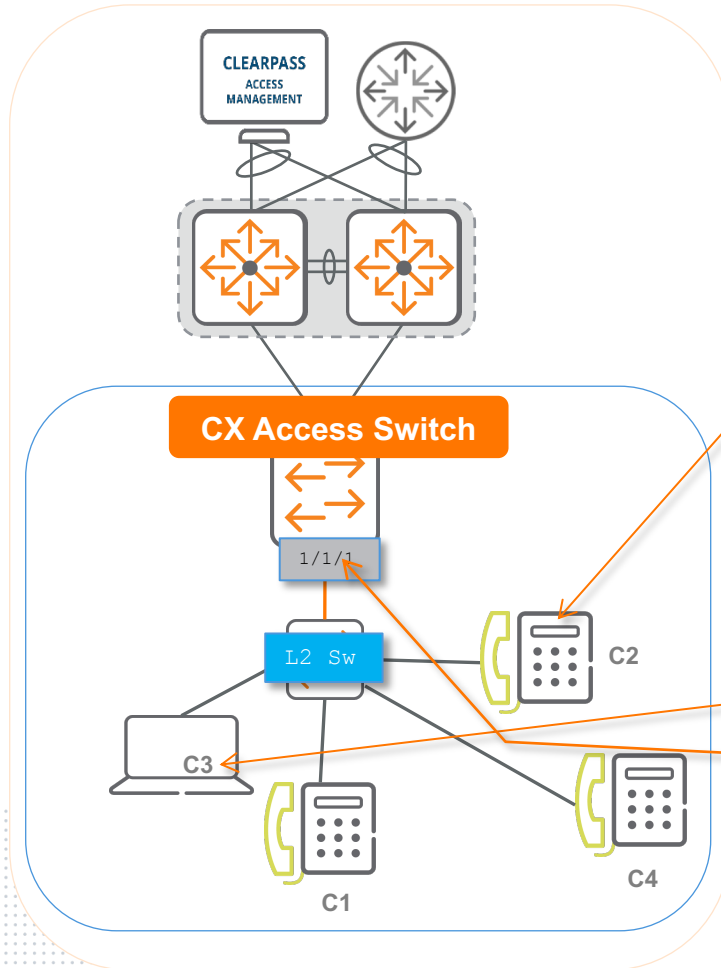 CLEARPASS
ACCESS
MANAGEMENT
CX Access Switch
1/1/1
L2 Sw
C2
C3
C4
C1